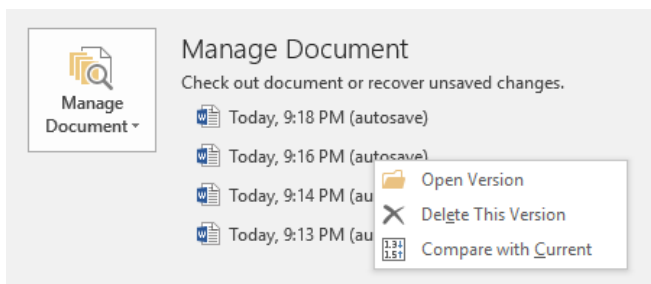 Manage Document
Check out document or recover unsaved changes.
Manage
Document
Today, 9:18 PM (autosave)
Today, 9:16 PM (autosave)
Today, 9:14 PM (au
Today, 9:13 PM (au
Open Version
Delete This Version
Compare with Current